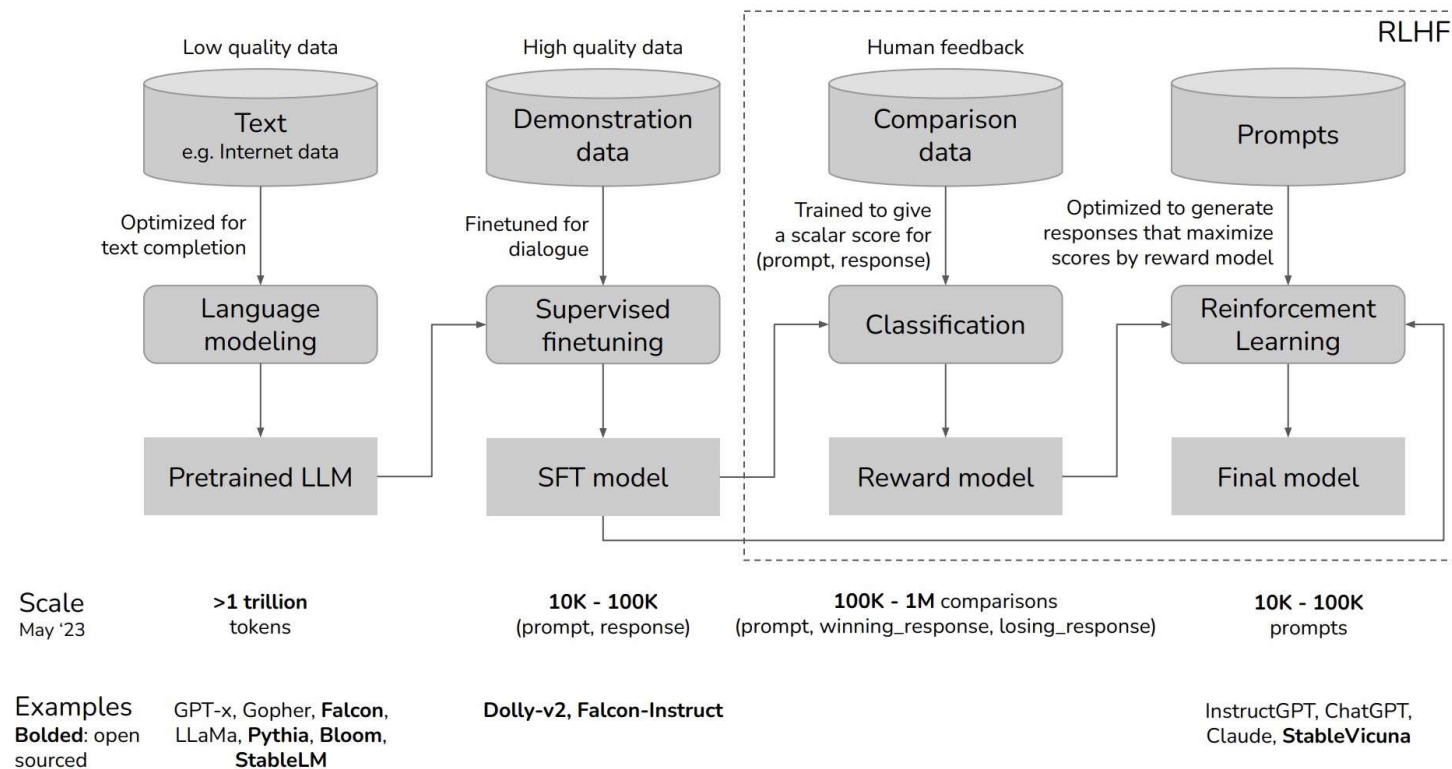 RLHF
Low quality data
High quality data
Human feedback
Text
e.g. Internet data
Demonstration
data
Comparison
data
Prompts
Optimized for
text completion
Finetuned for
dialogue
Trained to give
a scalar score for
(prompt, response)
Optimized to generate
responses that maximize
scores by reward model
Language
modeling
Supervised
finetuning
Classification
Reinforcement
Learning
Pretrained LLM
SFT model
Reward model
Final model
Scale
May ‘23
>1 trillion
tokens
10K - 100K
(prompt, response)
100K - 1M comparisons
(prompt, winning_response, losing_response)
10K - 100K
prompts
Examples
Bolded: open
sourced
GPT-x, Gopher, Falcon,
LLaMa, Pythia, Bloom,
StableLM
Dolly-v2, Falcon-Instruct
InstructGPT, ChatGPT,
Claude, StableVicuna